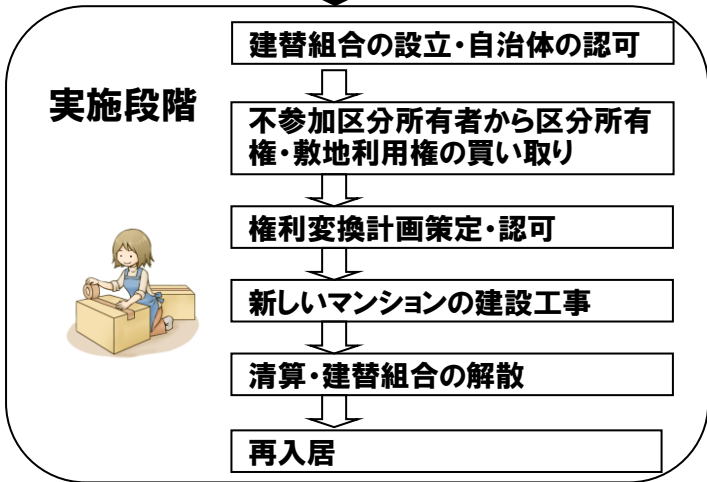 実施段階
建替組合の設立・自治体の認可
不参加区分所有者から区分所有
権・敷地利用権の買い取り
権利変換計画策定・認可
新しいマンションの建設工事
清算・建替組合の解散
再入居